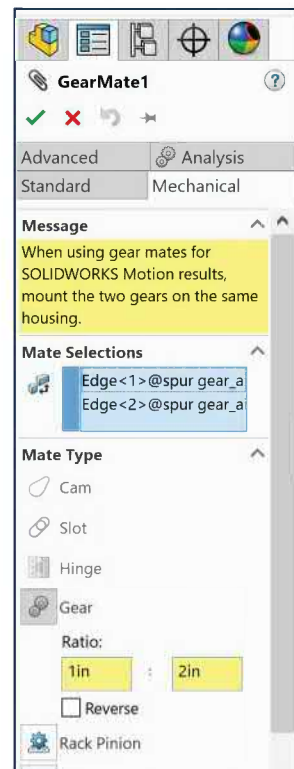 GearMate1
?
Advanced
Analysis
Standard
Mechanical
Message
When using gear mates for
SOLIDWORKS Motion results,
mount the two gears on the same
housing.
Mate Selections
Edge<1>@spur gear_a
Edge<2>@spur gear_a
Mate Type
Cam
Slot
Hinge
Gear
Ratio:
1in : 2in
Reverse
Rack Pinion